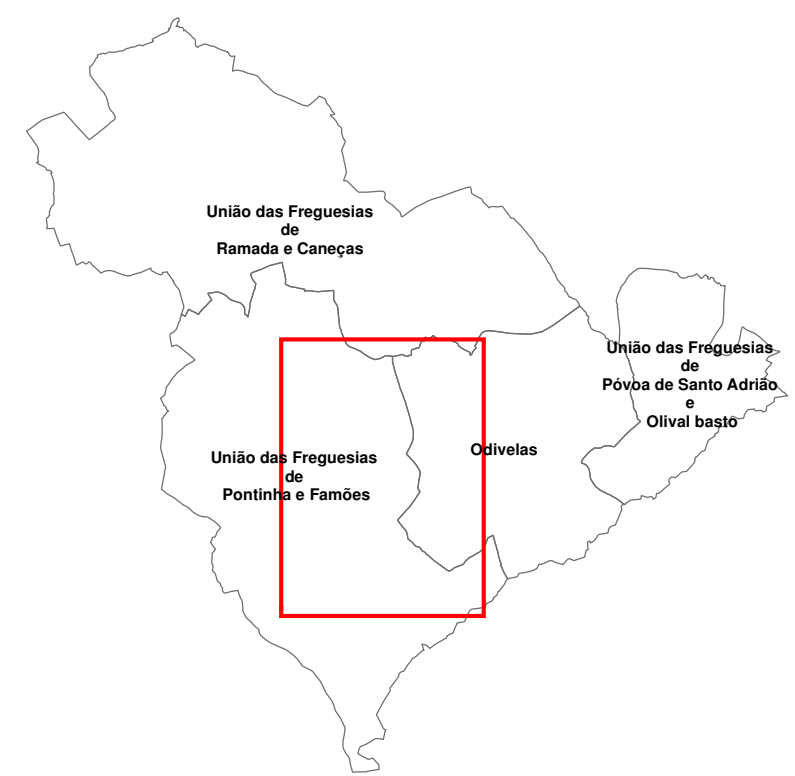 União das Freguesias
de
Ramada e Caneças
União das Freguesias
de
Póvoa de Santo Adrião
e
Olival basto
Odivelas
União das Freguesias
de
Pontinha e Famões